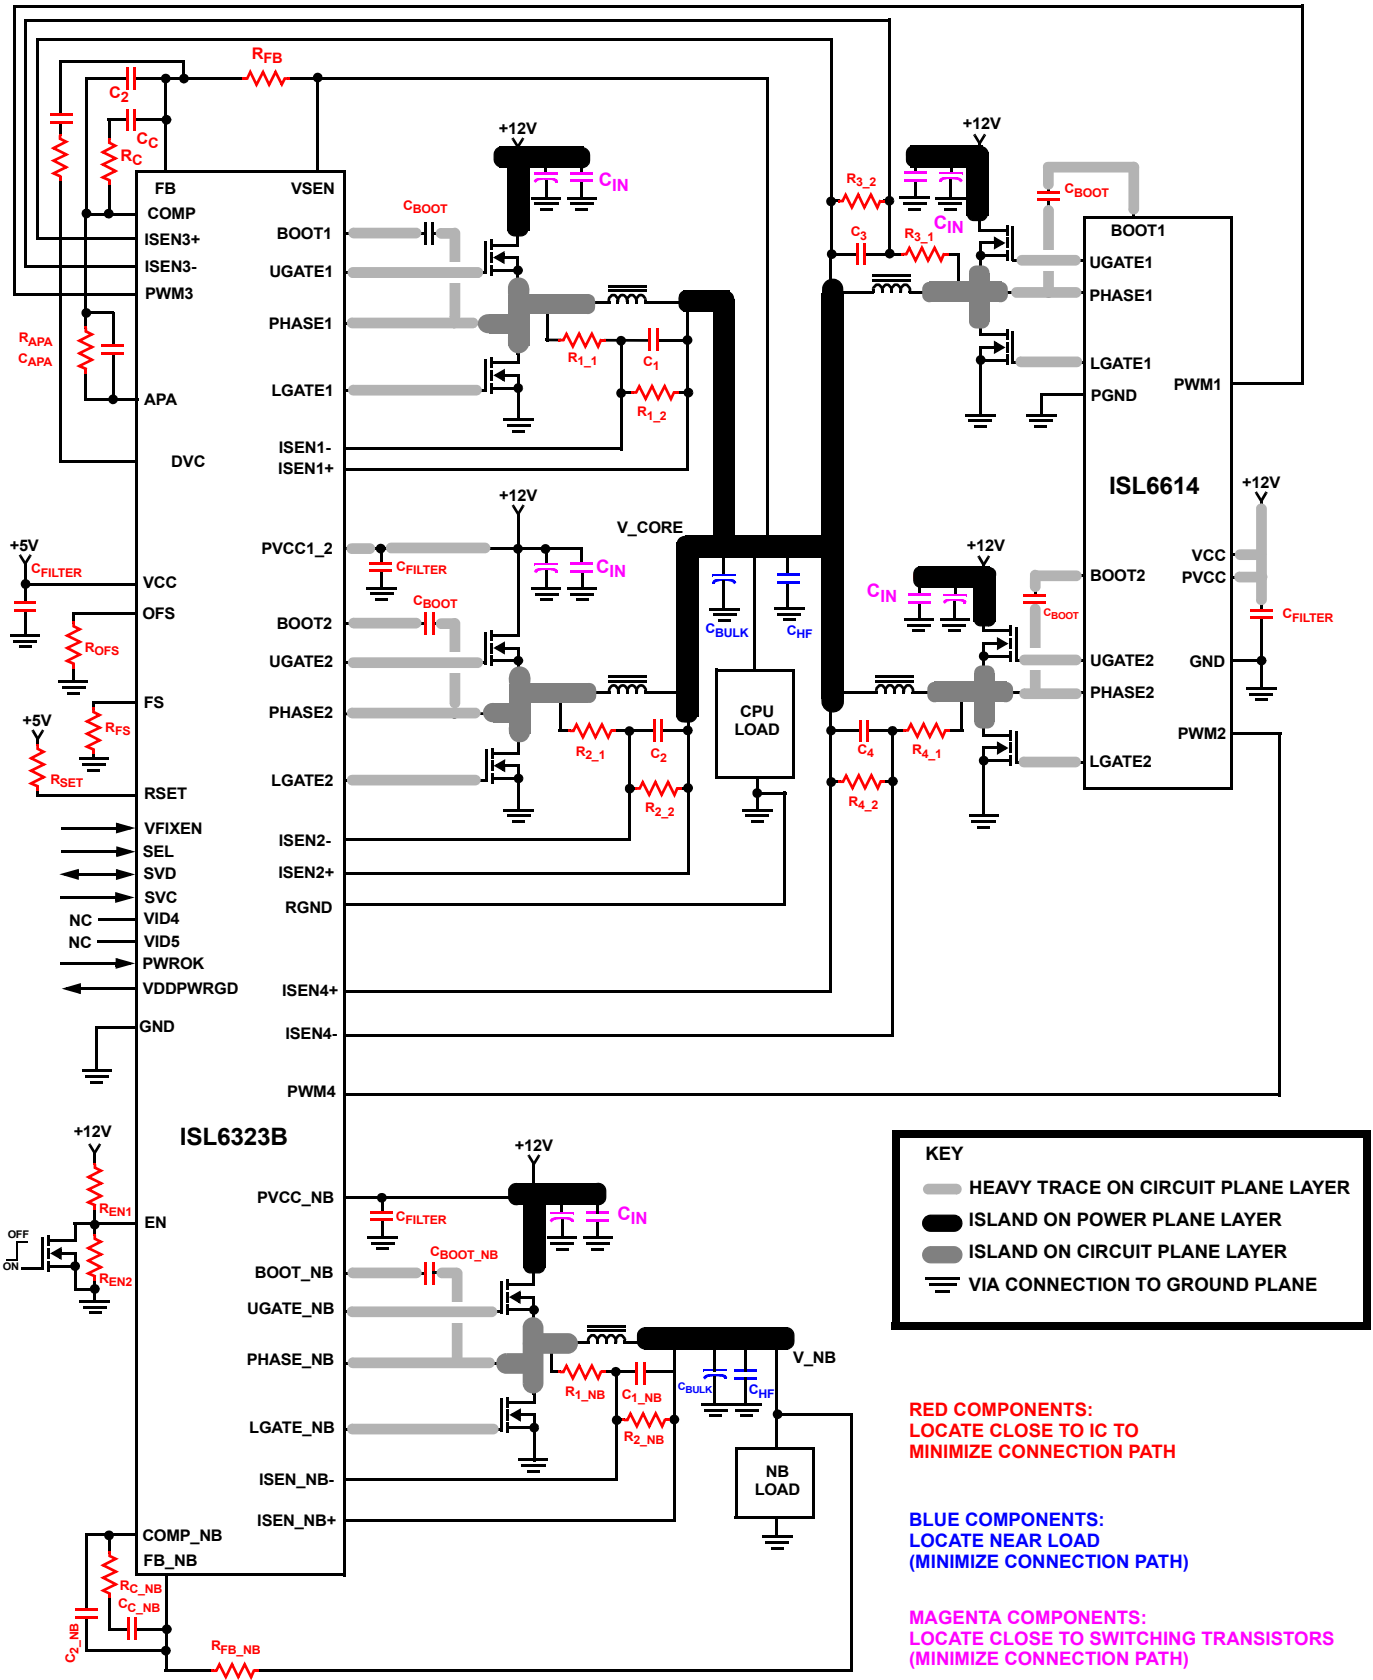 RFB
C2
CC
RC
+12V
+12V
CIN
CBOOT
R3_2
C3
R3_1
CIN
CBOOT
FB
VSEN
COMP
ISEN3+
ISEN3-
PWM3
BOOT1
UGATE1
PHASE1
LGATE1
RAPA
CAPA
APA
DVC
R1_1
C1
R1_2
ISEN1-
ISEN1+
BOOT1
UGATE1
PHASE1
LGATE1
PGND
PWM1
ISL6614
+12V
+12V
V_CORE
+12V
PVCC1_2
CFILTER
CIN
+5V
CFILTER
VCC
OFS
ROFS
FS
RFS
+5V
RSET
RSET
CBOOT
BOOT2
UGATE2
PHASE2
LGATE2
CBULK
CHF
CPU
LOAD
CIN
CBOOT
BOOT2
VCC
PVCC
CFILTER
GND
UGATE2
PHASE2
PWM2
LGATE2
R2_1
C2
R2_2
C4
R4_1
R4_2
VFIXEN
SEL
SVD
SVC
NC
VID4
NC
VID5
PWROK
VDDPWRGD
GND
ISEN2-
ISEN2+
RGND
ISEN4+
ISEN4-
PWM4
ISL6323B
+12V
REN1
EN
OFF
ON
REN2
+12V
PVCC_NB
CFILTER
CIN
CBOOT_NB
BOOT_NB
UGATE_NB
PHASE_NB
LGATE_NB
V_NB
R1_NB
C1_NB
R2_NB
CBULK
CHF
NB
LOAD
ISEN_NB-
ISEN_NB+
COMP_NB
FB_NB
RC_NB
CC_NB
C2_NB
RFB_NB
KEY
HEAVY TRACE ON CIRCUIT PLANE LAYER
ISLAND ON POWER PLANE LAYER
ISLAND ON CIRCUIT PLANE LAYER
VIA CONNECTION TO GROUND PLANE
RED COMPONENTS:
LOCATE CLOSE TO IC TO
MINIMIZE CONNECTION PATH
BLUE COMPONENTS:
LOCATE NEAR LOAD
(MINIMIZE CONNECTION PATH)
MAGENTA COMPONENTS:
LOCATE CLOSE TO SWITCHING TRANSISTORS
(MINIMIZE CONNECTION PATH)